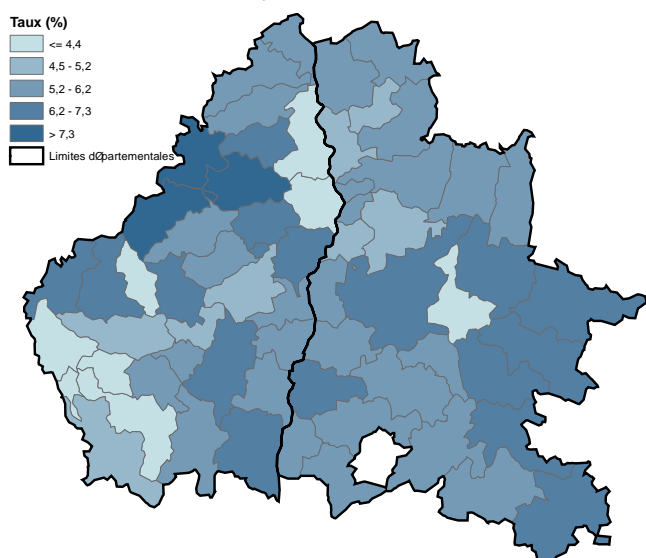 Taux (%)
<= 4,4
4,5 - 5,2
5,2 - 6,2
6,2 - 7,3
> 7,3
Limites dØpartementales